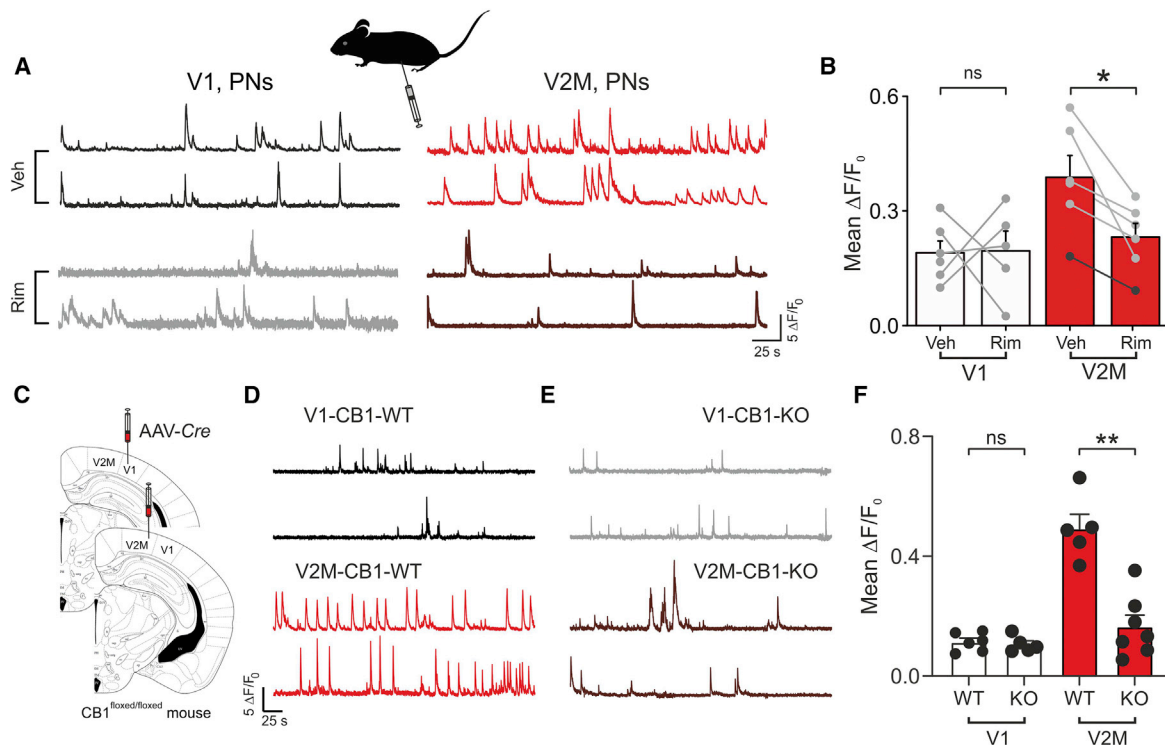 A
V1, PNs
V2M, PNs
Veh
Rim
5 ΔF/F0
25 s
B
ns
*
0.6
0.3
0.0
Mean ΔF/F0
Veh
Rim
Veh
Rim
V1
V2M
C
AAV-Cre
V2M
V1
V2M
V1
CB1floxed/floxed mouse
D
V1-CB1-WT
V2M-CB1-WT
5 ΔF/F0
25 s
E
V1-CB1-KO
V2M-CB1-KO
F
ns
**
0.8
0.4
0.0
Mean ΔF/F0
WT
KO
WT
KO
V1
V2M